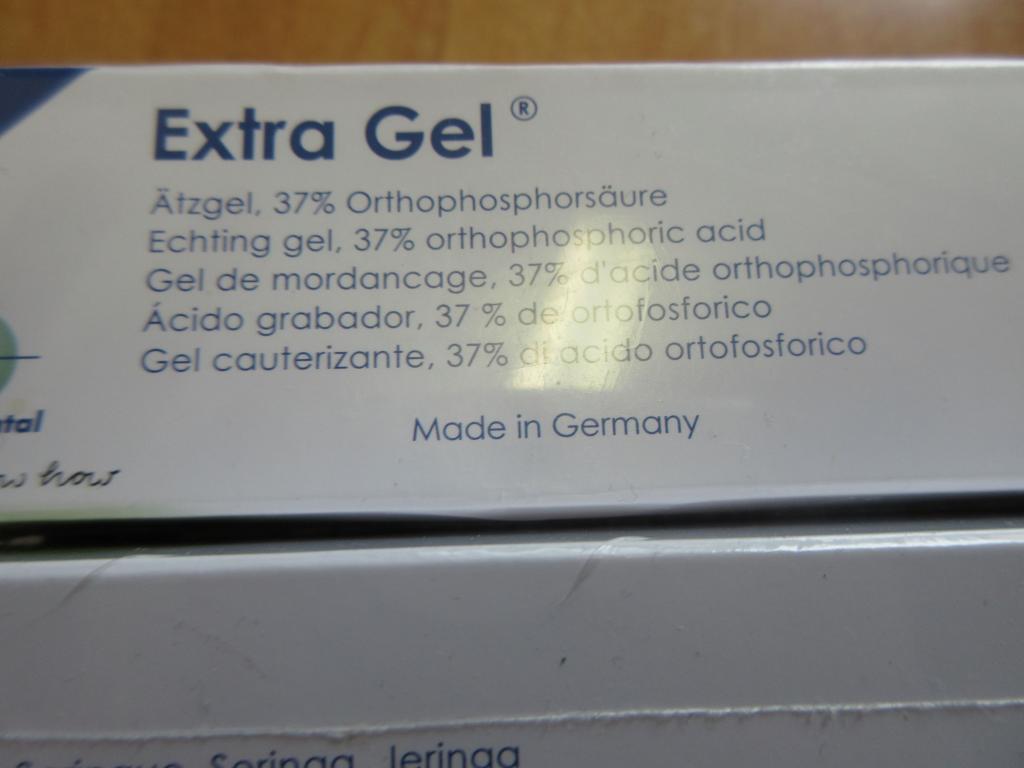 Extra Gel ®
Ätzgel, 37% Orthophosphorsäure
Echting gel, 37% orthophosphoric acid
Gel de mordancage, 37% d'acide orthophosphorique
Ácido grabador, 37 % de ortofosforico
Gel cauterizante, 37% di acido ortofosforico
Made in Germany
how
Seringa, Jeringa